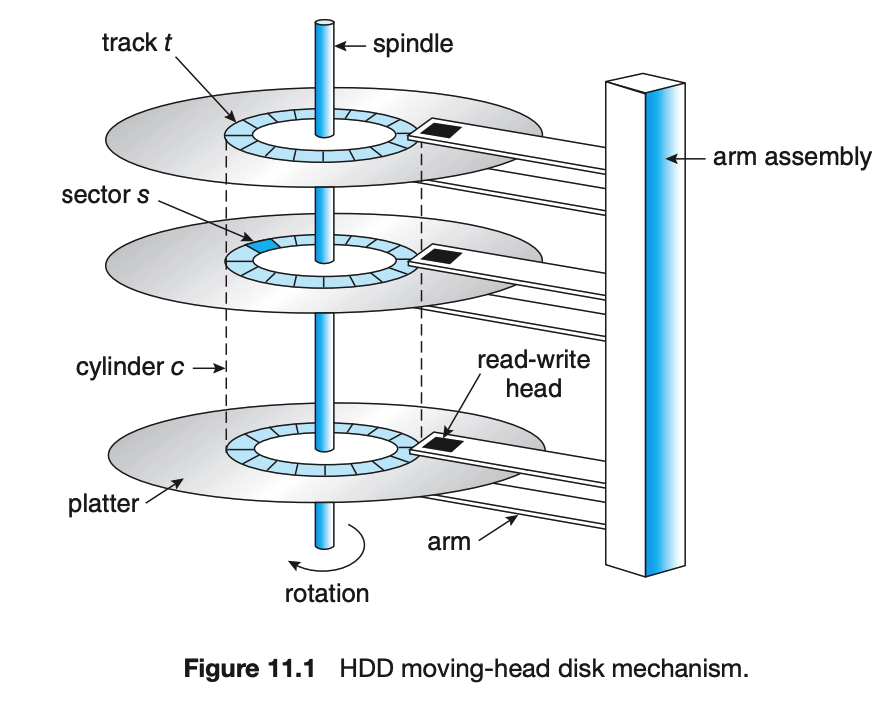 track t
spindle
arm assembly
sector s
cylinder c
read-write
head
platter
arm
rotation
Figure 11.1 HDD moving-head disk mechanism.